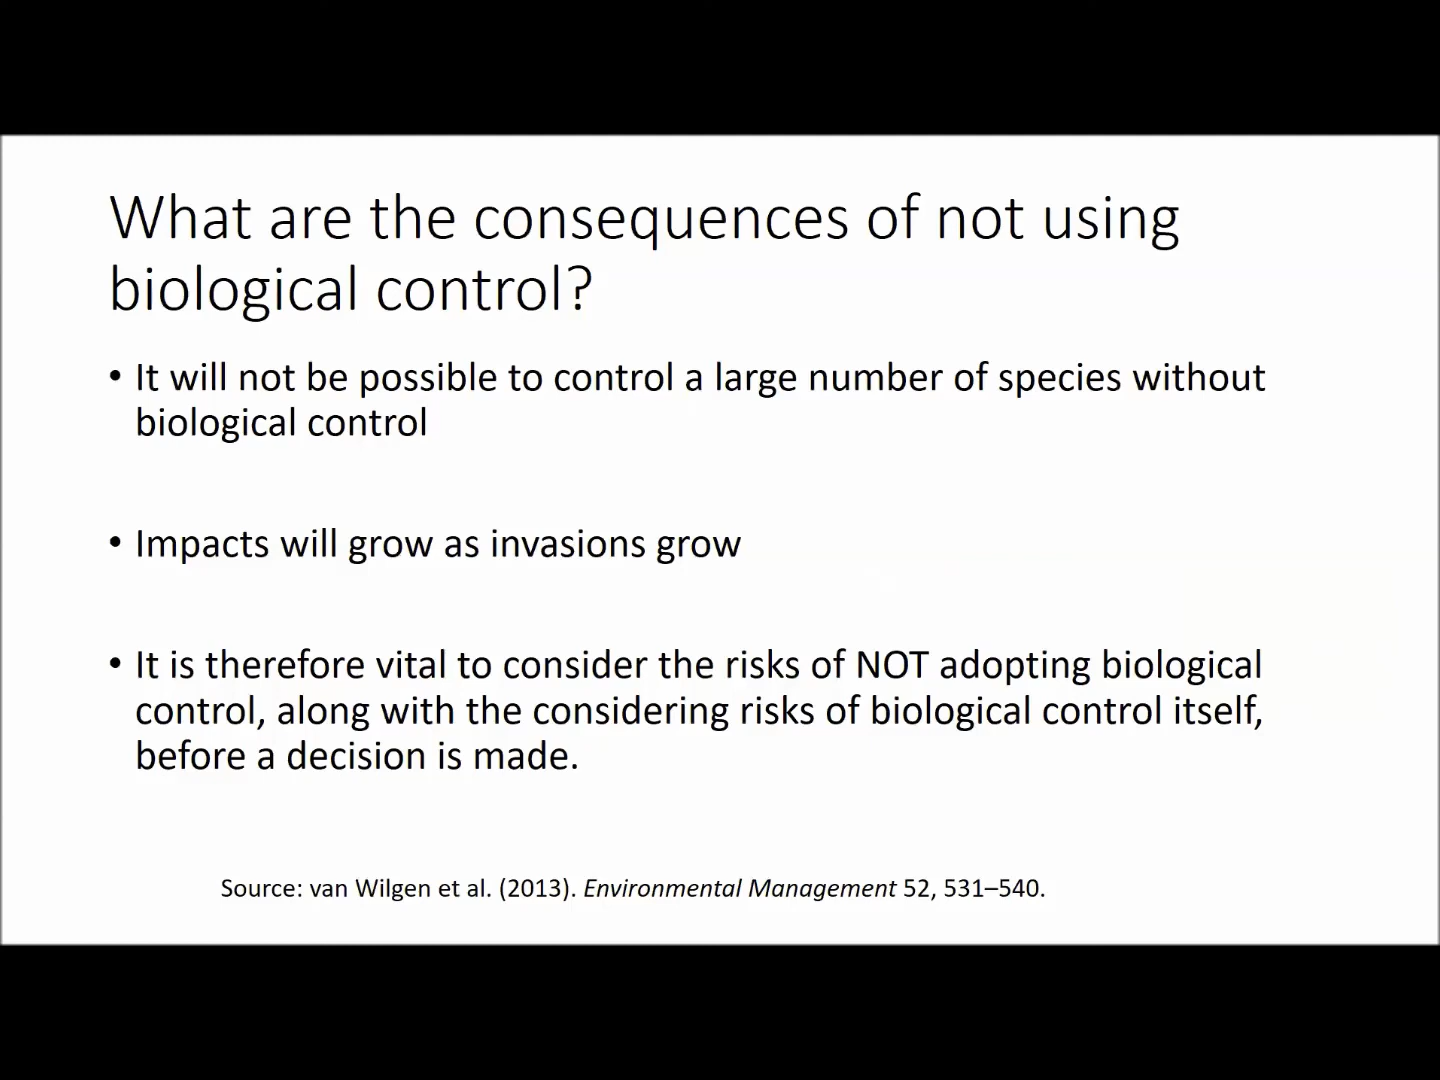 What are the consequences of not using
biological control?
• It will not be possible to control a large number of species without
biological control
• Impacts will grow as invasions grow
• It is therefore vital to consider the risks of NOT adopting biological
control, along with the considering risks of biological control itself,
before a decision is made.
Source: van Wilgen et al. (2013). Environmental Management 52, 531–540.